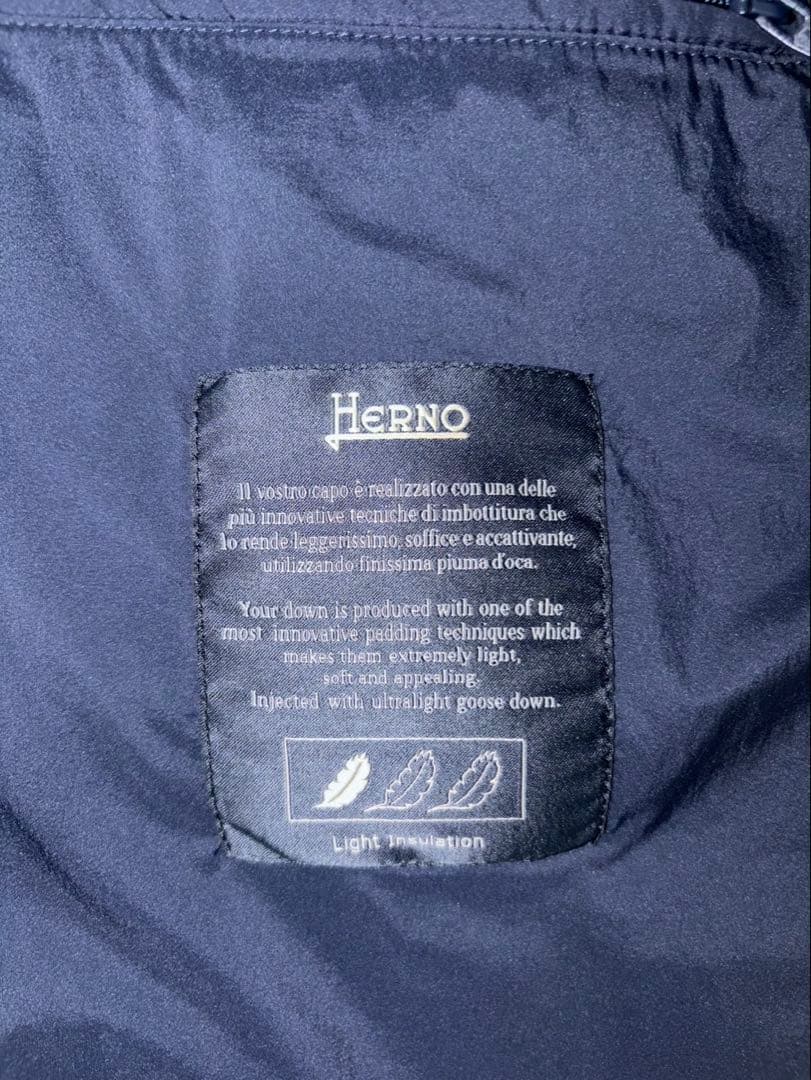 HERNO
Il vostro capo è realizzato con una delle
più innovative tecniche di imbottitura che
lo rende leggerissimo, soffice e accattivante,
utilizzando finissima piuma d'oca.
Your down is produced with one of the
most innovative padding techniques which
makes them extremely light,
soft and appealing.
Injected with ultralight goose down.
Light Insulation